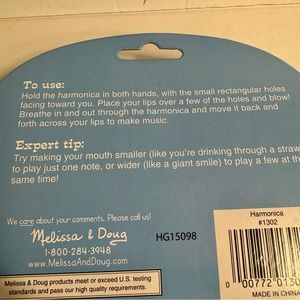 To use:
Hold the harmonica in both hands, with the small rectangular holes
facing toward you. Place your lips over a few of the holes and blow!
Breathe in and out through the harmonica and move it back and
forth across your lips to make music.
Expert tip:
Try making your mouth smaller (like you're drinking through a straw
to play just one note, or wider (like a giant smile) to play a few at the
same time!
We care about your comments. Please call us!
Melissa & Doug
1-800-284-3948
www.MelissaAndDoug.com
HG15098
Melissa & Doug products meet or exceed U.S. testing
standards and pass our high quality requirements.
Harmonica
#1302
0 00772 013
MADE IN CHINA